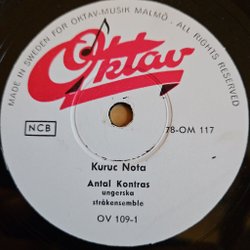 MADE IN SWEDEN FOR OKTAV-MUSIK MALMÖ · ALL RIGHTS RESERVED
Oktav
NCB
78-OM 117
Kuruc Nota
Antal Kontras
ungerska
stråkensemble
OV 109-1